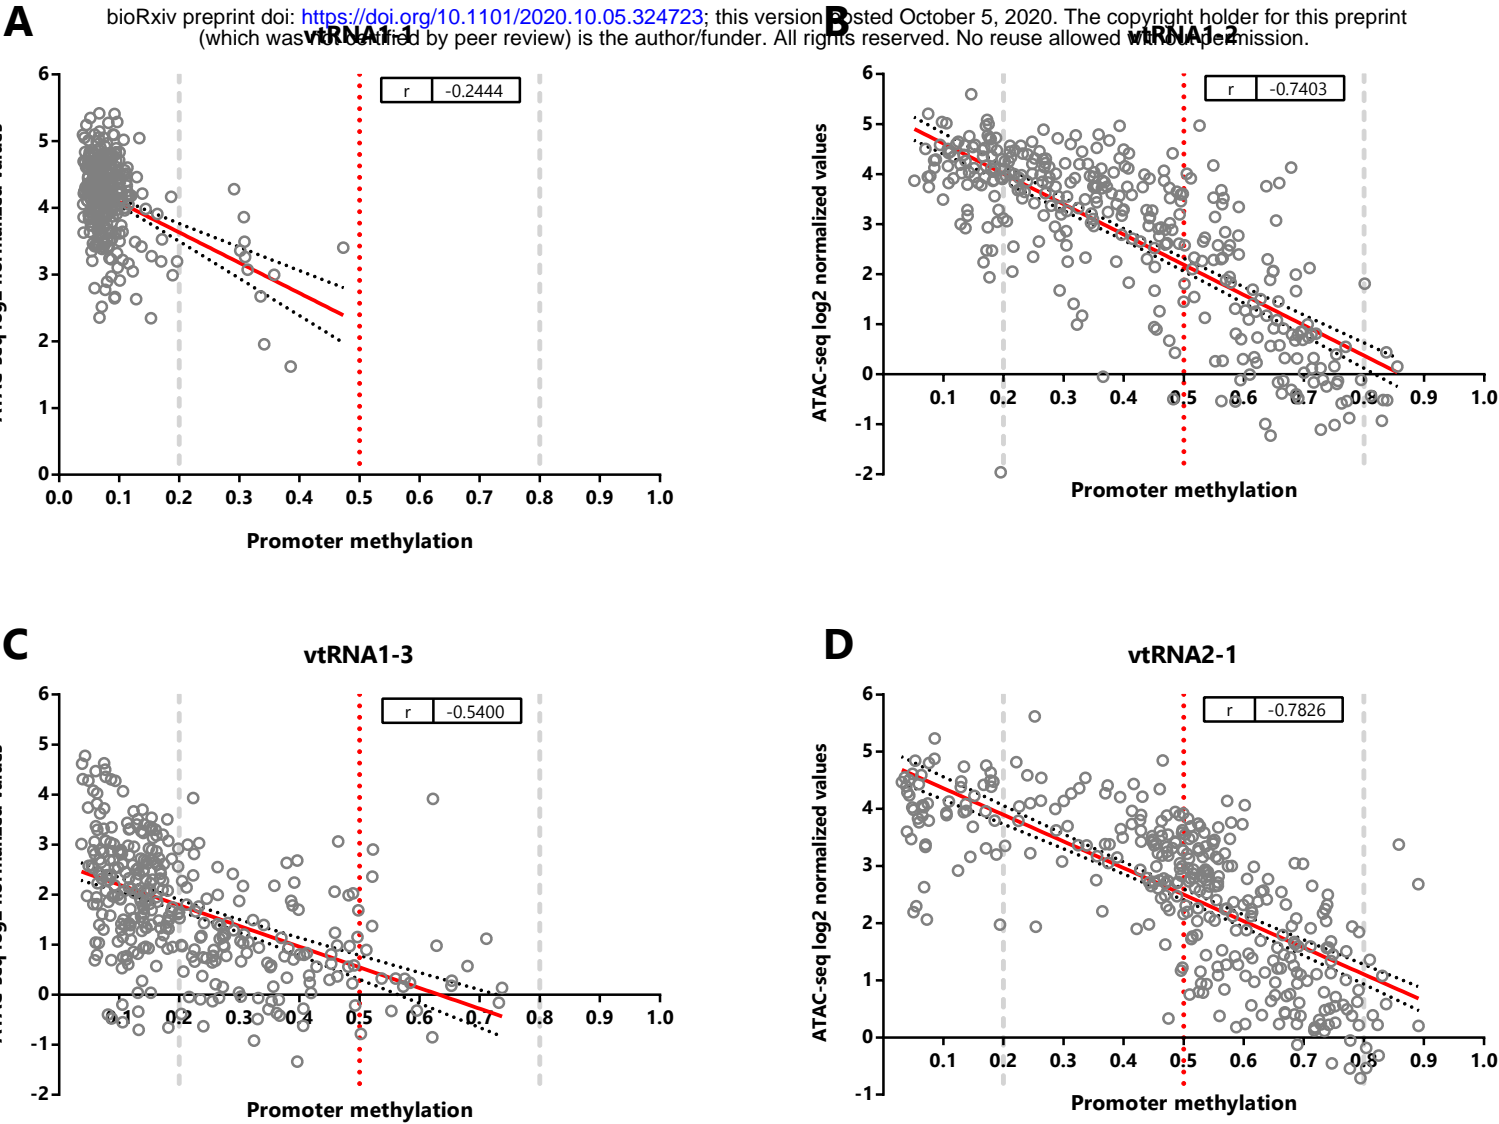 bioRxiv preprint doi: https://doi.org/10.1101/2020.10.05.324723; this version posted October 5, 2020. The copyright holder for this preprint
(which was not certified by peer review) is the author/funder. All rights reserved. No reuse allowed without permission.
A
vtRNA1-1
r -0.2444
6
5
4
3
2
1
0
0.0 0.1 0.2 0.3 0.4 0.5 0.6 0.7 0.8 0.9 1.0
Promoter methylation
B
vtRNA1-2
r -0.7403
ATAC-seq log2 normalized values
6
5
4
3
2
1
0
-1
-2
0.1 0.2 0.3 0.4 0.5 0.6 0.7 0.8 0.9 1.0
Promoter methylation
C
vtRNA1-3
r -0.5400
6
5
4
3
2
1
0
-1
-2
0.1 0.2 0.3 0.4 0.5 0.6 0.7 0.8 0.9 1.0
Promoter methylation
D
vtRNA2-1
r -0.7826
ATAC-seq log2 normalized values
6
5
4
3
2
1
0
-1
0.1 0.2 0.3 0.4 0.5 0.6 0.7 0.8 0.9 1.0
Promoter methylation